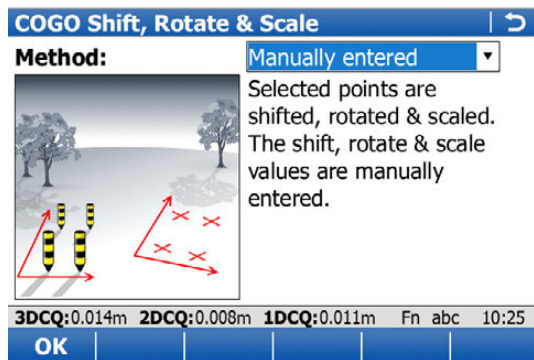 COGO Shift, Rotate & Scale
Method:
Manually entered
Selected points are
shifted, rotated & scaled.
The shift, rotate & scale
values are manually
entered.
3DCQ:0.014m 2DCQ:0.008m 1DCQ:0.011m Fn abc 10:25
OK